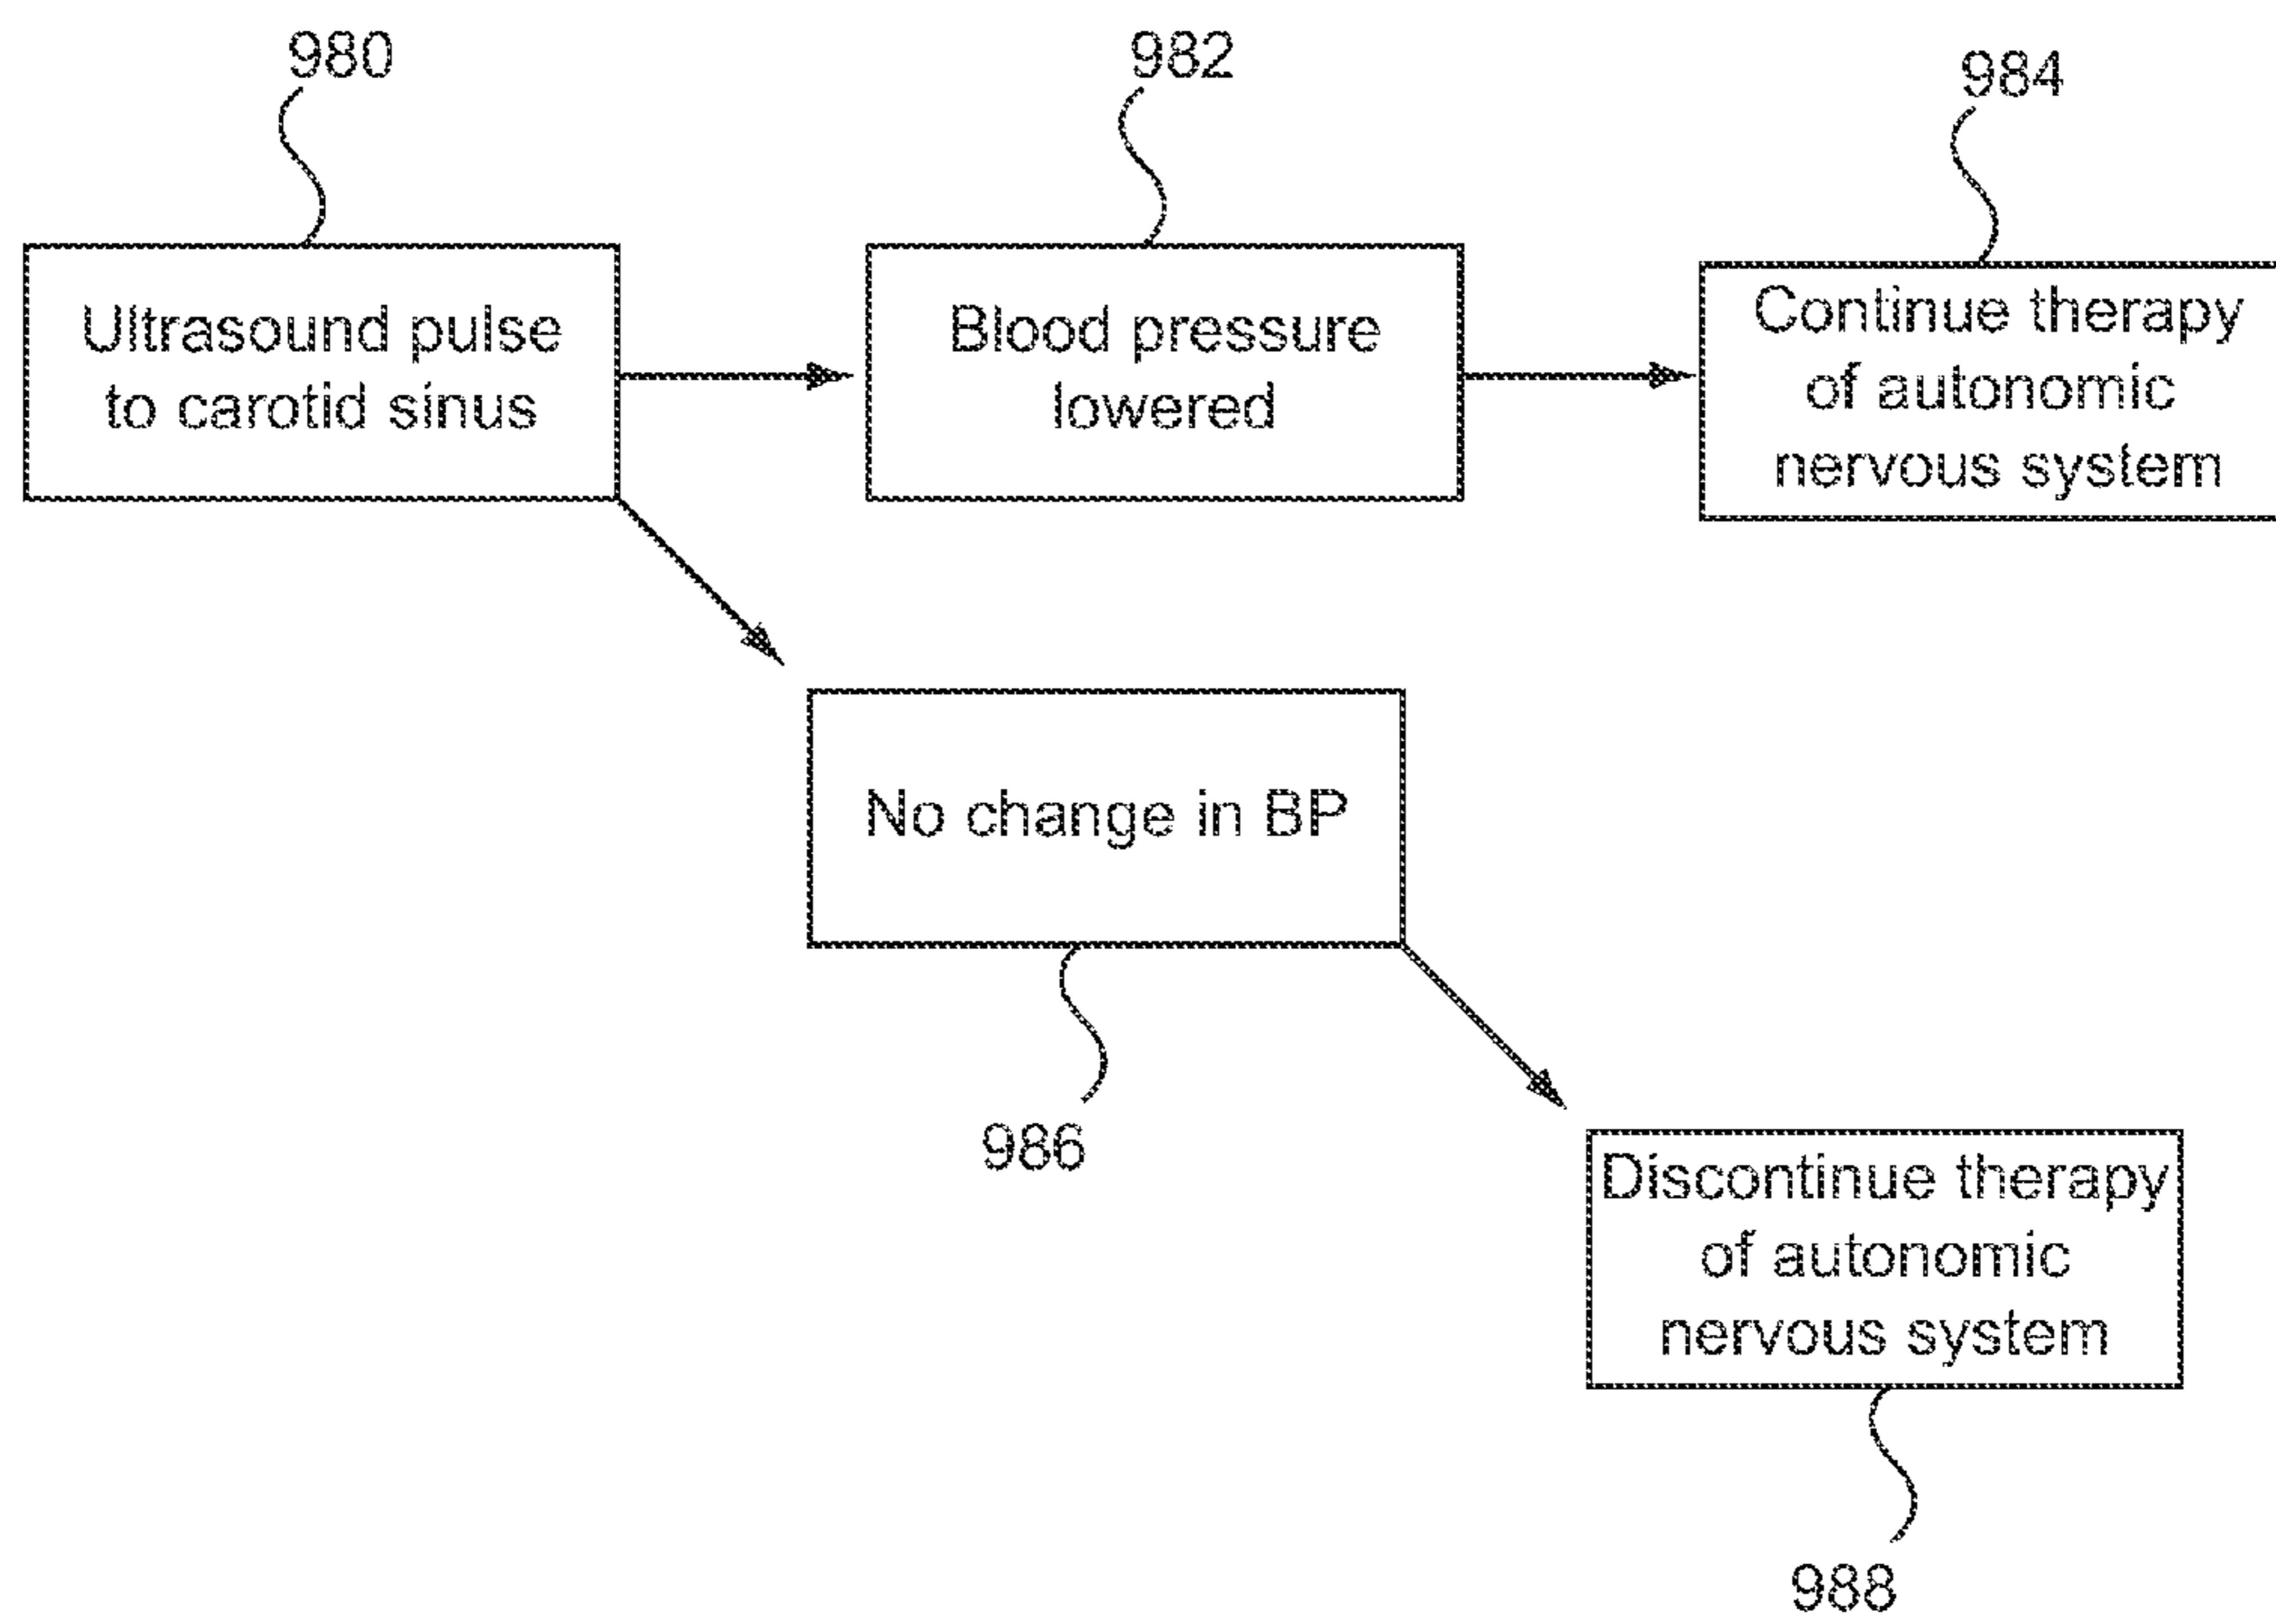 980
982
984
Ultrasound pulse
to carotid sinus
Blood pressure
lowered
Continue therapy
of autonomic
nervous system
No change in BP
986
Discontinue therapy
of autonomic
nervous system
988